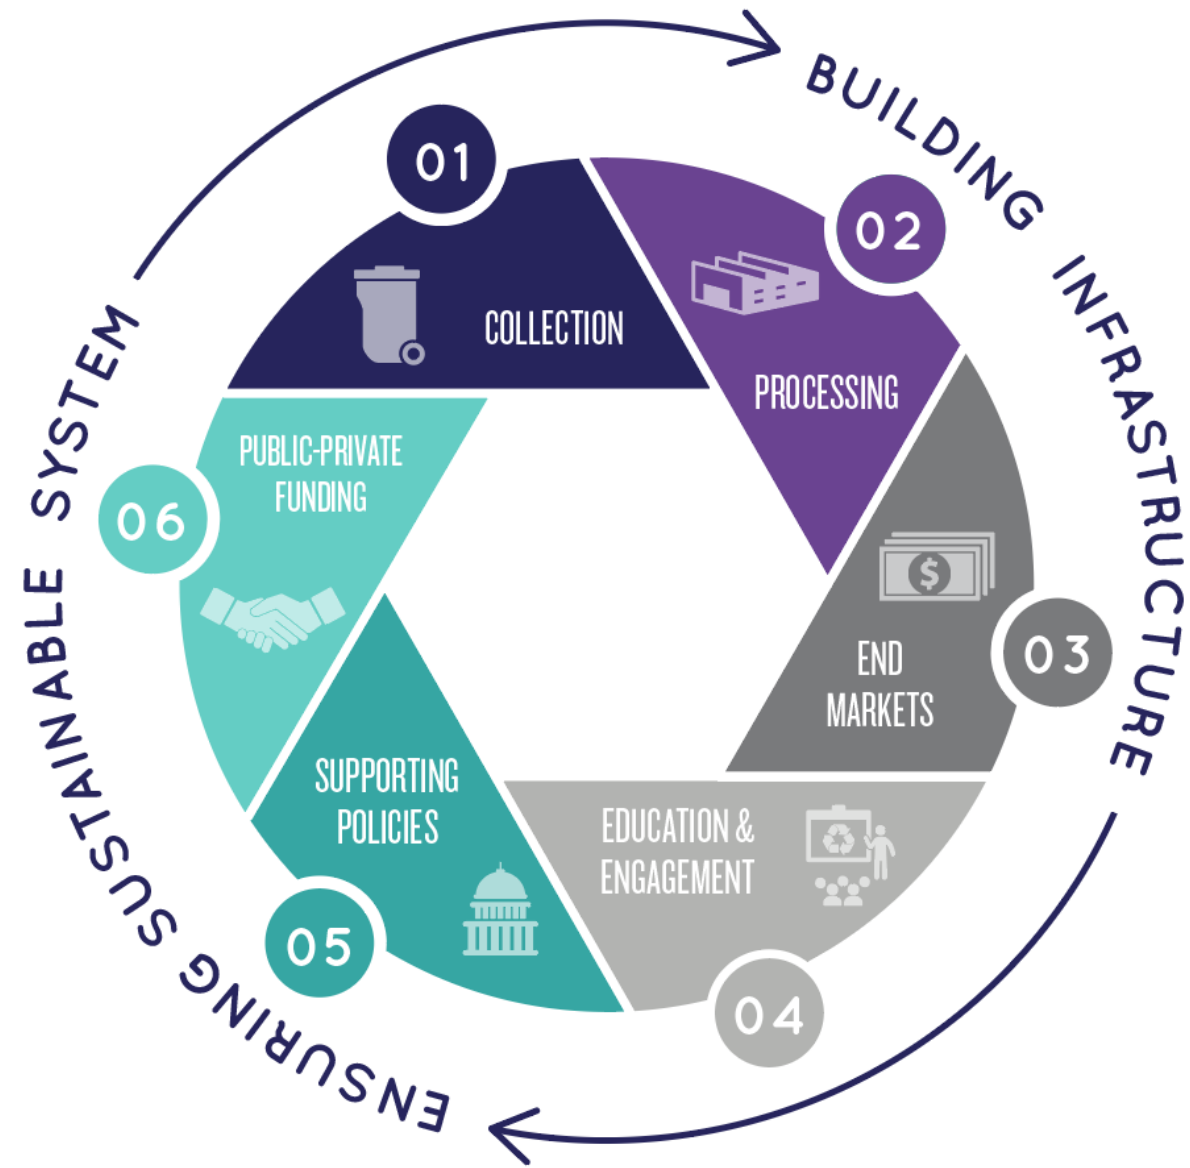 BUILDING INFRASTRUCTURE
01
COLLECTION
02
PROCESSING
03
END
MARKETS
$
04
EDUCATION &
ENGAGEMENT
05
SUPPORTING
POLICIES
06
PUBLIC-PRIVATE
FUNDING
ENSURING SUSTAINABLE SYSTEM